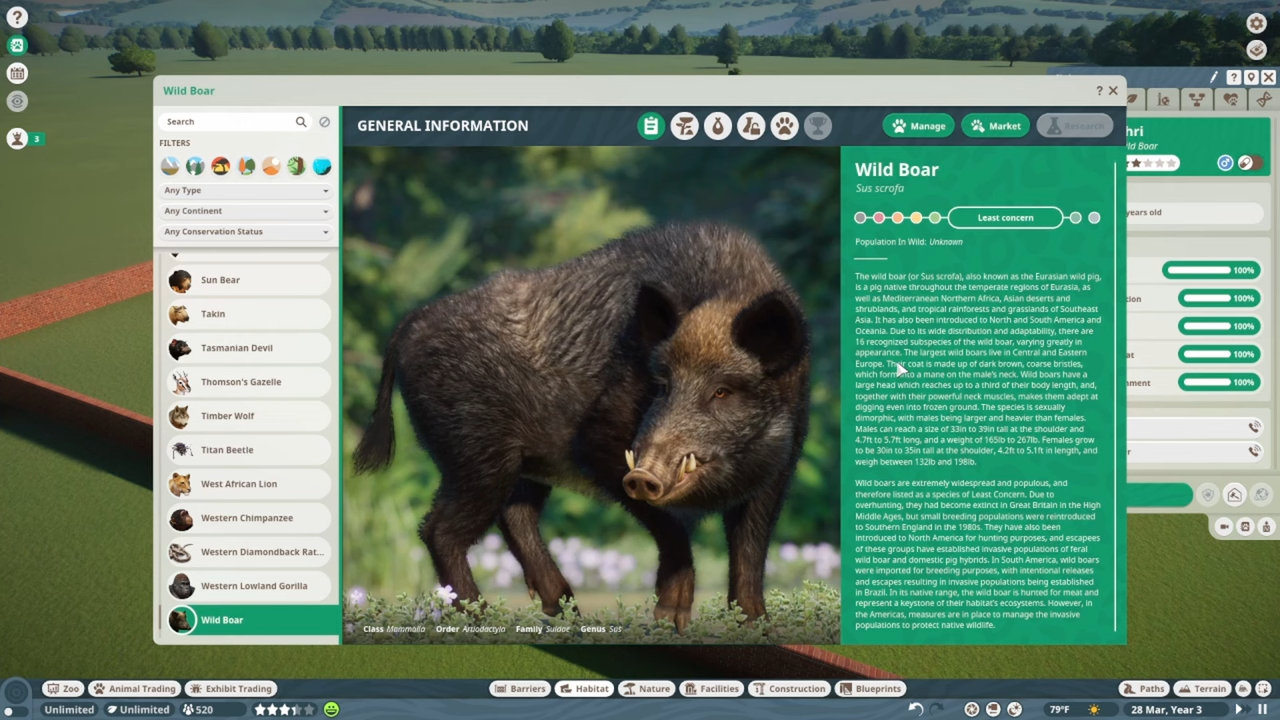 ?
3
Wild Boar
?
Search
FILTERS
Any Type
Any Continent
Any Conservation Status
Sun Bear
Takin
Tasmanian Devil
Thomson's Gazelle
Timber Wolf
Titan Beetle
West African Lion
Western Chimpanzee
Western Diamondback Rat...
Western Lowland Gorilla
Wild Boar
GENERAL INFORMATION
Manage
Market
Research
Class Mammalia Order Artiodactyla Family Suidae Genus Sus
Wild Boar
Sus scrofa
Least concern
Population In Wild: Unknown
The wild boar (or Sus scrofa), also known as the Eurasian wild pig,
is a pig native throughout the temperate regions of Eurasia, as
well as Mediterranean Northern Africa, Asian deserts and
shrublands, and tropical rainforests and grasslands of Southeast
Asia. It has also been introduced to North and South America and
Oceania. Due to its wide distribution and adaptability, there are
16 recognized subspecies of the wild boar, varying greatly in
appearance. The largest wild boars live in Central and Eastern
Europe. Their coat is made up of dark brown, coarse bristles,
which form into a mane on the male's neck. Wild boars have a
large head which reaches up to a third of their body length, and,
together with their powerful neck muscles, makes them adept at
digging even into frozen ground. The species is sexually
dimorphic, with males being larger and heavier than females.
Males can reach a size of 33in to 39in tall at the shoulder and
4.7ft to 5.7ft long, and a weight of 165lb to 267lb. Females grow
to be 30in to 35in tall at the shoulder, 4.2ft to 5.1ft in length, and
weigh between 132lb and 198lb.
Wild boars are extremely widespread and populous, and
therefore listed as a species of Least Concern. Due to
overhunting, they had become extinct in Great Britain in the High
Middle Ages, but small breeding populations were reintroduced
to Southern England in the 1980s. They have also been
introduced to North America for hunting purposes, and escapees
of these groups have established invasive populations of feral
wild boar and domestic pig hybrids. In South America, wild boars
were imported for breeding purposes, with intentional releases
and escapes resulting in invasive populations being established
in Brazil. In its native range, the wild boar is hunted for meat and
represent a keystone of their habitat's ecosystems. However, in
the Americas, measures are in place to manage the invasive
populations to protect native wildlife.
?
hri
ld Boar
years old
100%
tion 100%
100%
at 100%
nment 100%
r
Zoo
Animal Trading
Exhibit Trading
Barriers
Habitat
Nature
Facilities
Construction
Blueprints
Paths
Terrain
Unlimited
Unlimited
520
79°F
28 Mar, Year 3